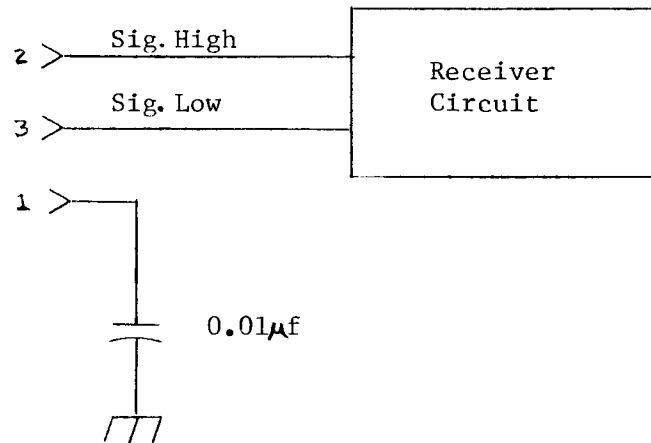 Sig. High
2
Receiver
Circuit
Sig. Low
3
1
0.01µf